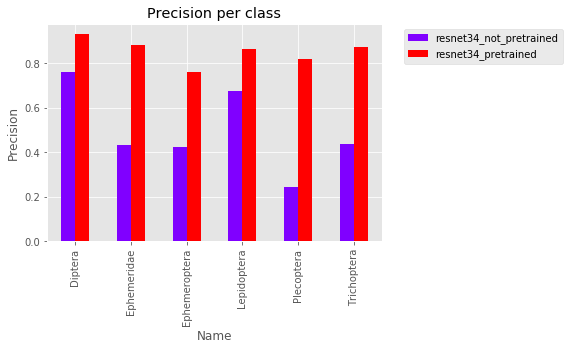 Precision per class
resnet34_not_pretrained
resnet34_pretrained
Precision
0.8
0.6
0.4
0.2
0.0
Diptera
Ephemeridae
Ephemeroptera
Lepidoptera
Plecoptera
Trichoptera
Name